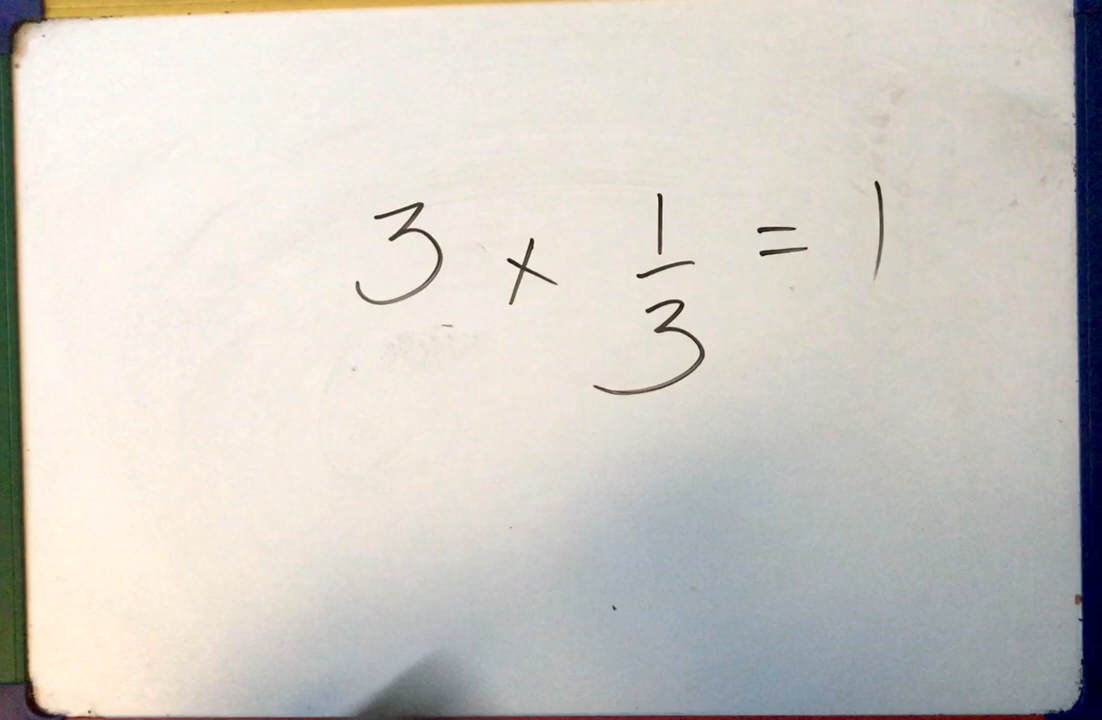 3 × 1/3 = 1